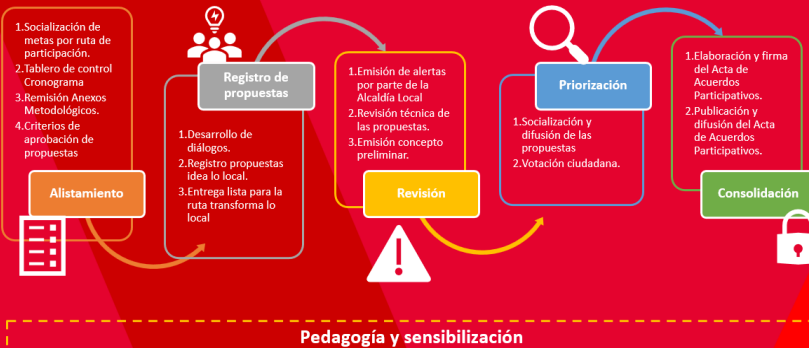 1.Socialización de
metas por ruta de
participación.
2.Tablero de control
Cronograma
3.Remisión Anexos
Metodológicos.
4.Criterios de
aprobación de
propuestas
Alistamiento
Registro de
propuestas
1.Desarrollo de
diálogos.
2.Registro propuestas
idea lo local.
3.Entrega lista para la
ruta transforma lo
local
1.Emisión de alertas
por parte de la
Alcaldía Local
2.Revisión técnica de
las propuestas.
3.Emisión concepto
preliminar.
Revisión
Priorización
1.Socialización y
difusión de las
propuestas
2.Votación ciudadana.
1.Elaboración y firma
del Acta de
Acuerdos
Participativos.
2.Publicación y
difusión del Acta
de Acuerdos
Participativos.
Consolidación
Pedagogía y sensibilización